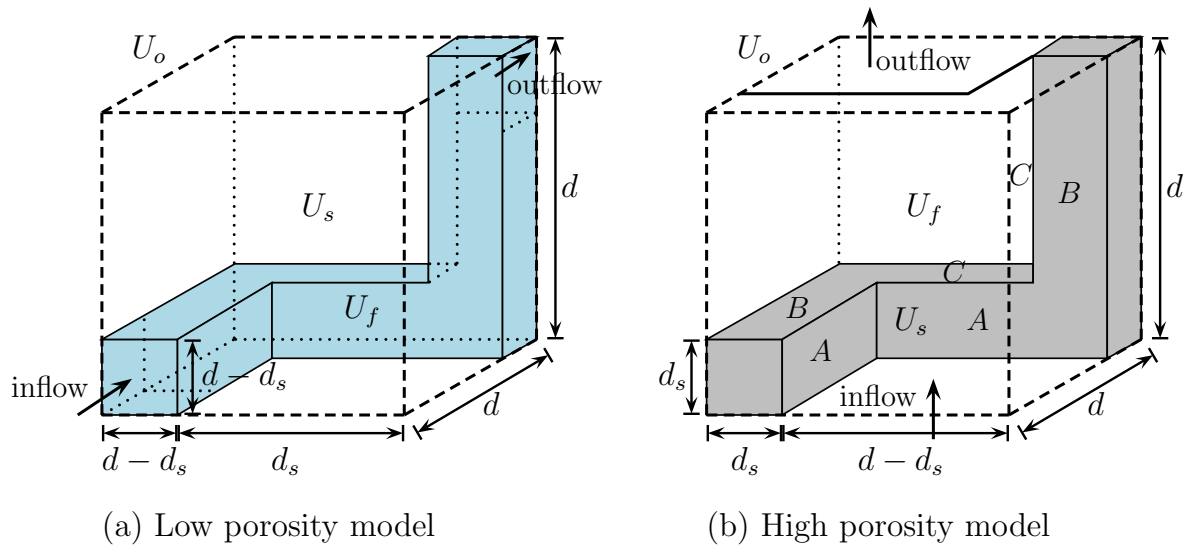 U_o
outflow
d
U_s
U_f
d − d_s
inflow
d
d − d_s
d_s
(a) Low porosity model
U_o
outflow
C
B
d
U_f
C
B
U_s
A
A
d_s
inflow
d
d_s
d − d_s
(b) High porosity model